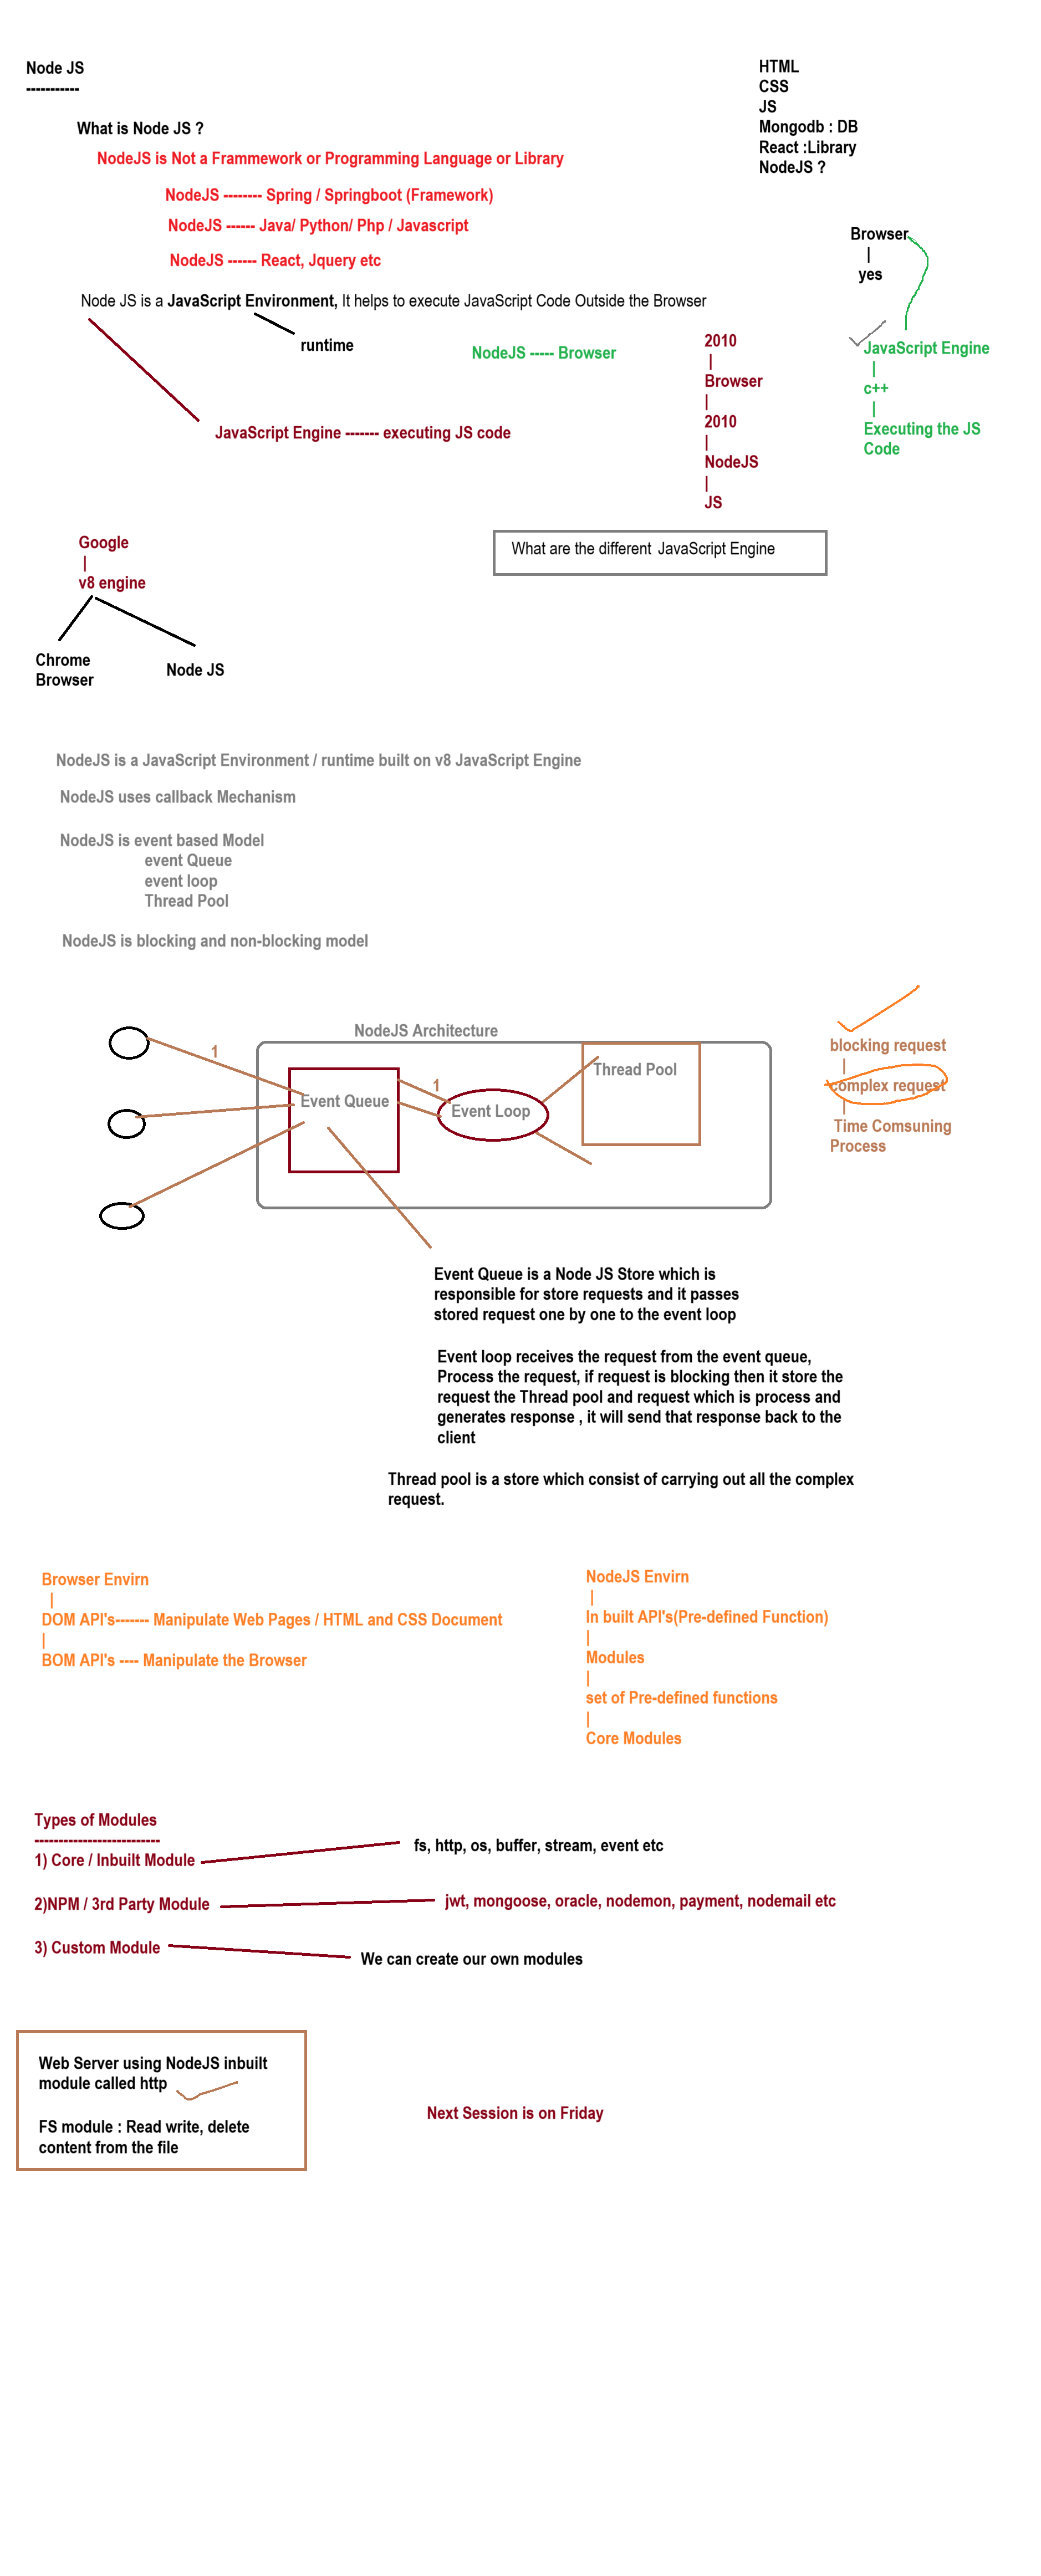 Node JS
-----------
HTML
CSS
JS
Mongodb : DB
React :Library
NodeJS ?
What is Node JS ?
NodeJS is Not a Frammework or Programming Language or Library
NodeJS -------- Spring / Springboot (Framework)
NodeJS ------ Java/ Python/ Php / Javascript
NodeJS ------ React, Jquery etc
Browser
|
yes
Node JS is a JavaScript Environment, It helps to execute JavaScript Code Outside the Browser
runtime
NodeJS ----- Browser
2010
|
Browser
|
2010
|
NodeJS
|
JS
JavaScript Engine
|
c++
|
Executing the JS
Code
JavaScript Engine ------- executing JS code
What are the different JavaScript Engine
Google
|
v8 engine
Chrome
Browser
Node JS
NodeJS is a JavaScript Environment / runtime built on v8 JavaScript Engine
NodeJS uses callback Mechanism
NodeJS is event based Model
event Queue
event loop
Thread Pool
NodeJS is blocking and non-blocking model
NodeJS Architecture
1
Event Queue
1
Event Loop
Thread Pool
blocking request
|
complex request
|
Time Comsuning
Process
Event Queue is a Node JS Store which is
responsible for store requests and it passes
stored request one by one to the event loop
Event loop receives the request from the event queue,
Process the request, if request is blocking then it store the
request the Thread pool and request which is process and
generates response , it will send that response back to the
client
Thread pool is a store which consist of carrying out all the complex
request.
Browser Envirn
|
DOM API's------- Manipulate Web Pages / HTML and CSS Document
|
BOM API's ---- Manipulate the Browser
NodeJS Envirn
|
In built API's(Pre-defined Function)
|
Modules
|
set of Pre-defined functions
|
Core Modules
Types of Modules
--------------------------
1) Core / Inbuilt Module
fs, http, os, buffer, stream, event etc
2)NPM / 3rd Party Module
jwt, mongoose, oracle, nodemon, payment, nodemail etc
3) Custom Module
We can create our own modules
Web Server using NodeJS inbuilt
module called http
FS module : Read write, delete
content from the file
Next Session is on Friday